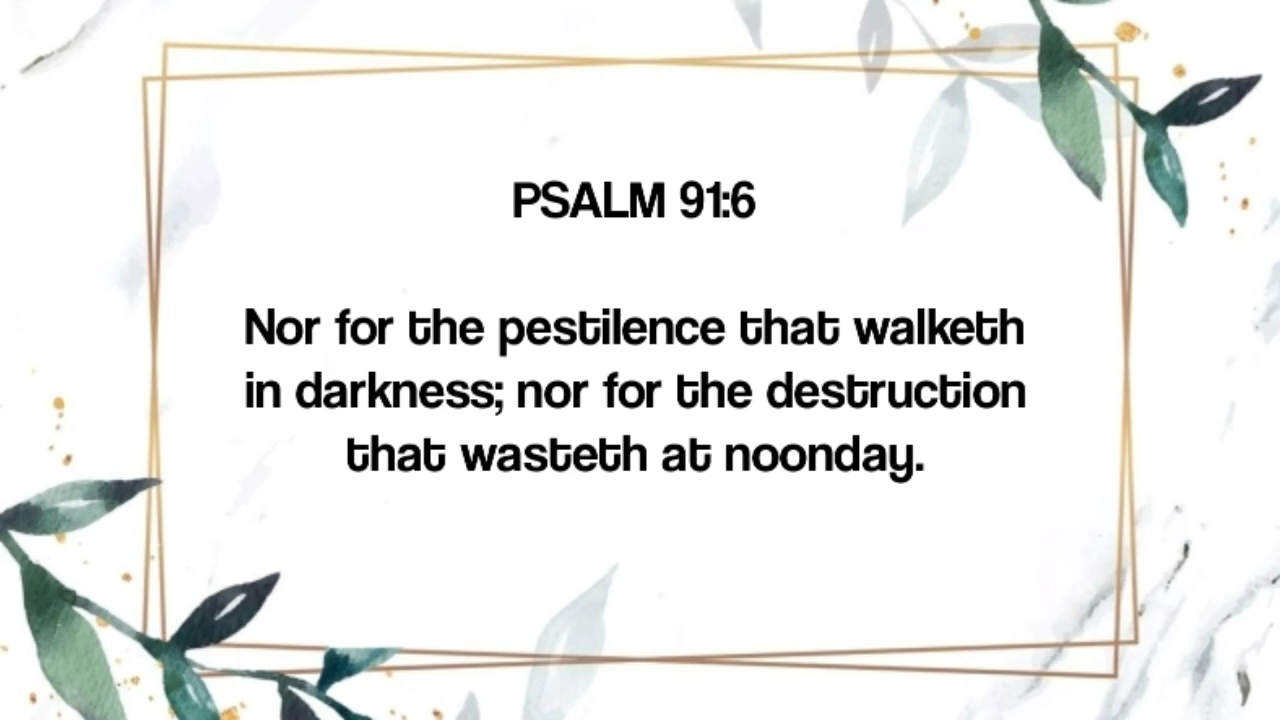 PSALM 91:6
Nor for the pestilence that walketh
in darkness; nor for the destruction
that wasteth at noonday.